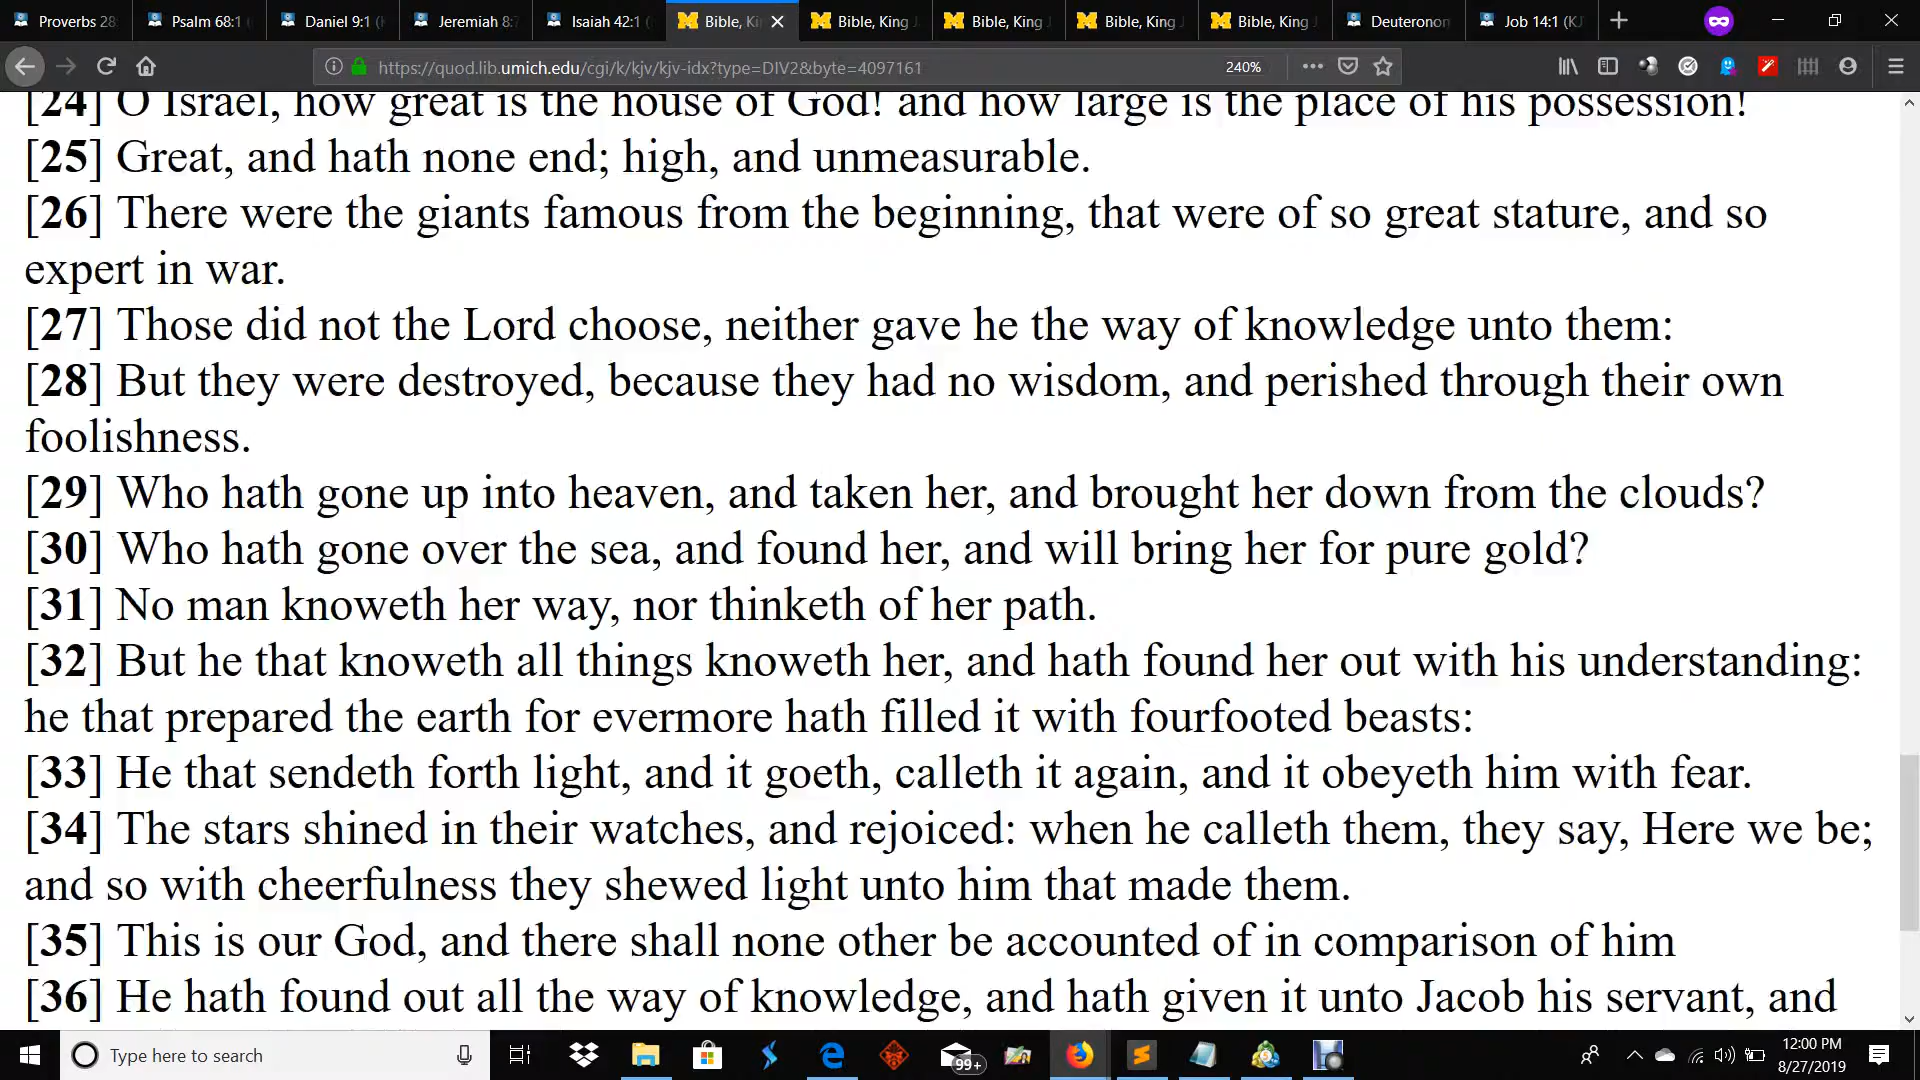 Proverbs 28
Psalm 68:1 (
Daniel 9:1 (
Jeremiah 8:
Isaiah 42:1 (
Bible, Ki
Bible, King J
Bible, King J
Bible, King J
Bible, King J
Deuteronom
Job 14:1 (KJ
https://quod.lib.umich.edu/cgi/k/kjv/kjv-idx?type=DIV2&byte=4097161
240%
[24] O Israel, how great is the house of God! and how large is the place of his possession!
[25] Great, and hath none end; high, and unmeasurable.
[26] There were the giants famous from the beginning, that were of so great stature, and so
expert in war.
[27] Those did not the Lord choose, neither gave he the way of knowledge unto them:
[28] But they were destroyed, because they had no wisdom, and perished through their own
foolishness.
[29] Who hath gone up into heaven, and taken her, and brought her down from the clouds?
[30] Who hath gone over the sea, and found her, and will bring her for pure gold?
[31] No man knoweth her way, nor thinketh of her path.
[32] But he that knoweth all things knoweth her, and hath found her out with his understanding:
he that prepared the earth for evermore hath filled it with fourfooted beasts:
[33] He that sendeth forth light, and it goeth, calleth it again, and it obeyeth him with fear.
[34] The stars shined in their watches, and rejoiced: when he calleth them, they say, Here we be;
and so with cheerfulness they shewed light unto him that made them.
[35] This is our God, and there shall none other be accounted of in comparison of him
[36] He hath found out all the way of knowledge, and hath given it unto Jacob his servant, and
Type here to search
99+
12:00 PM
8/27/2019